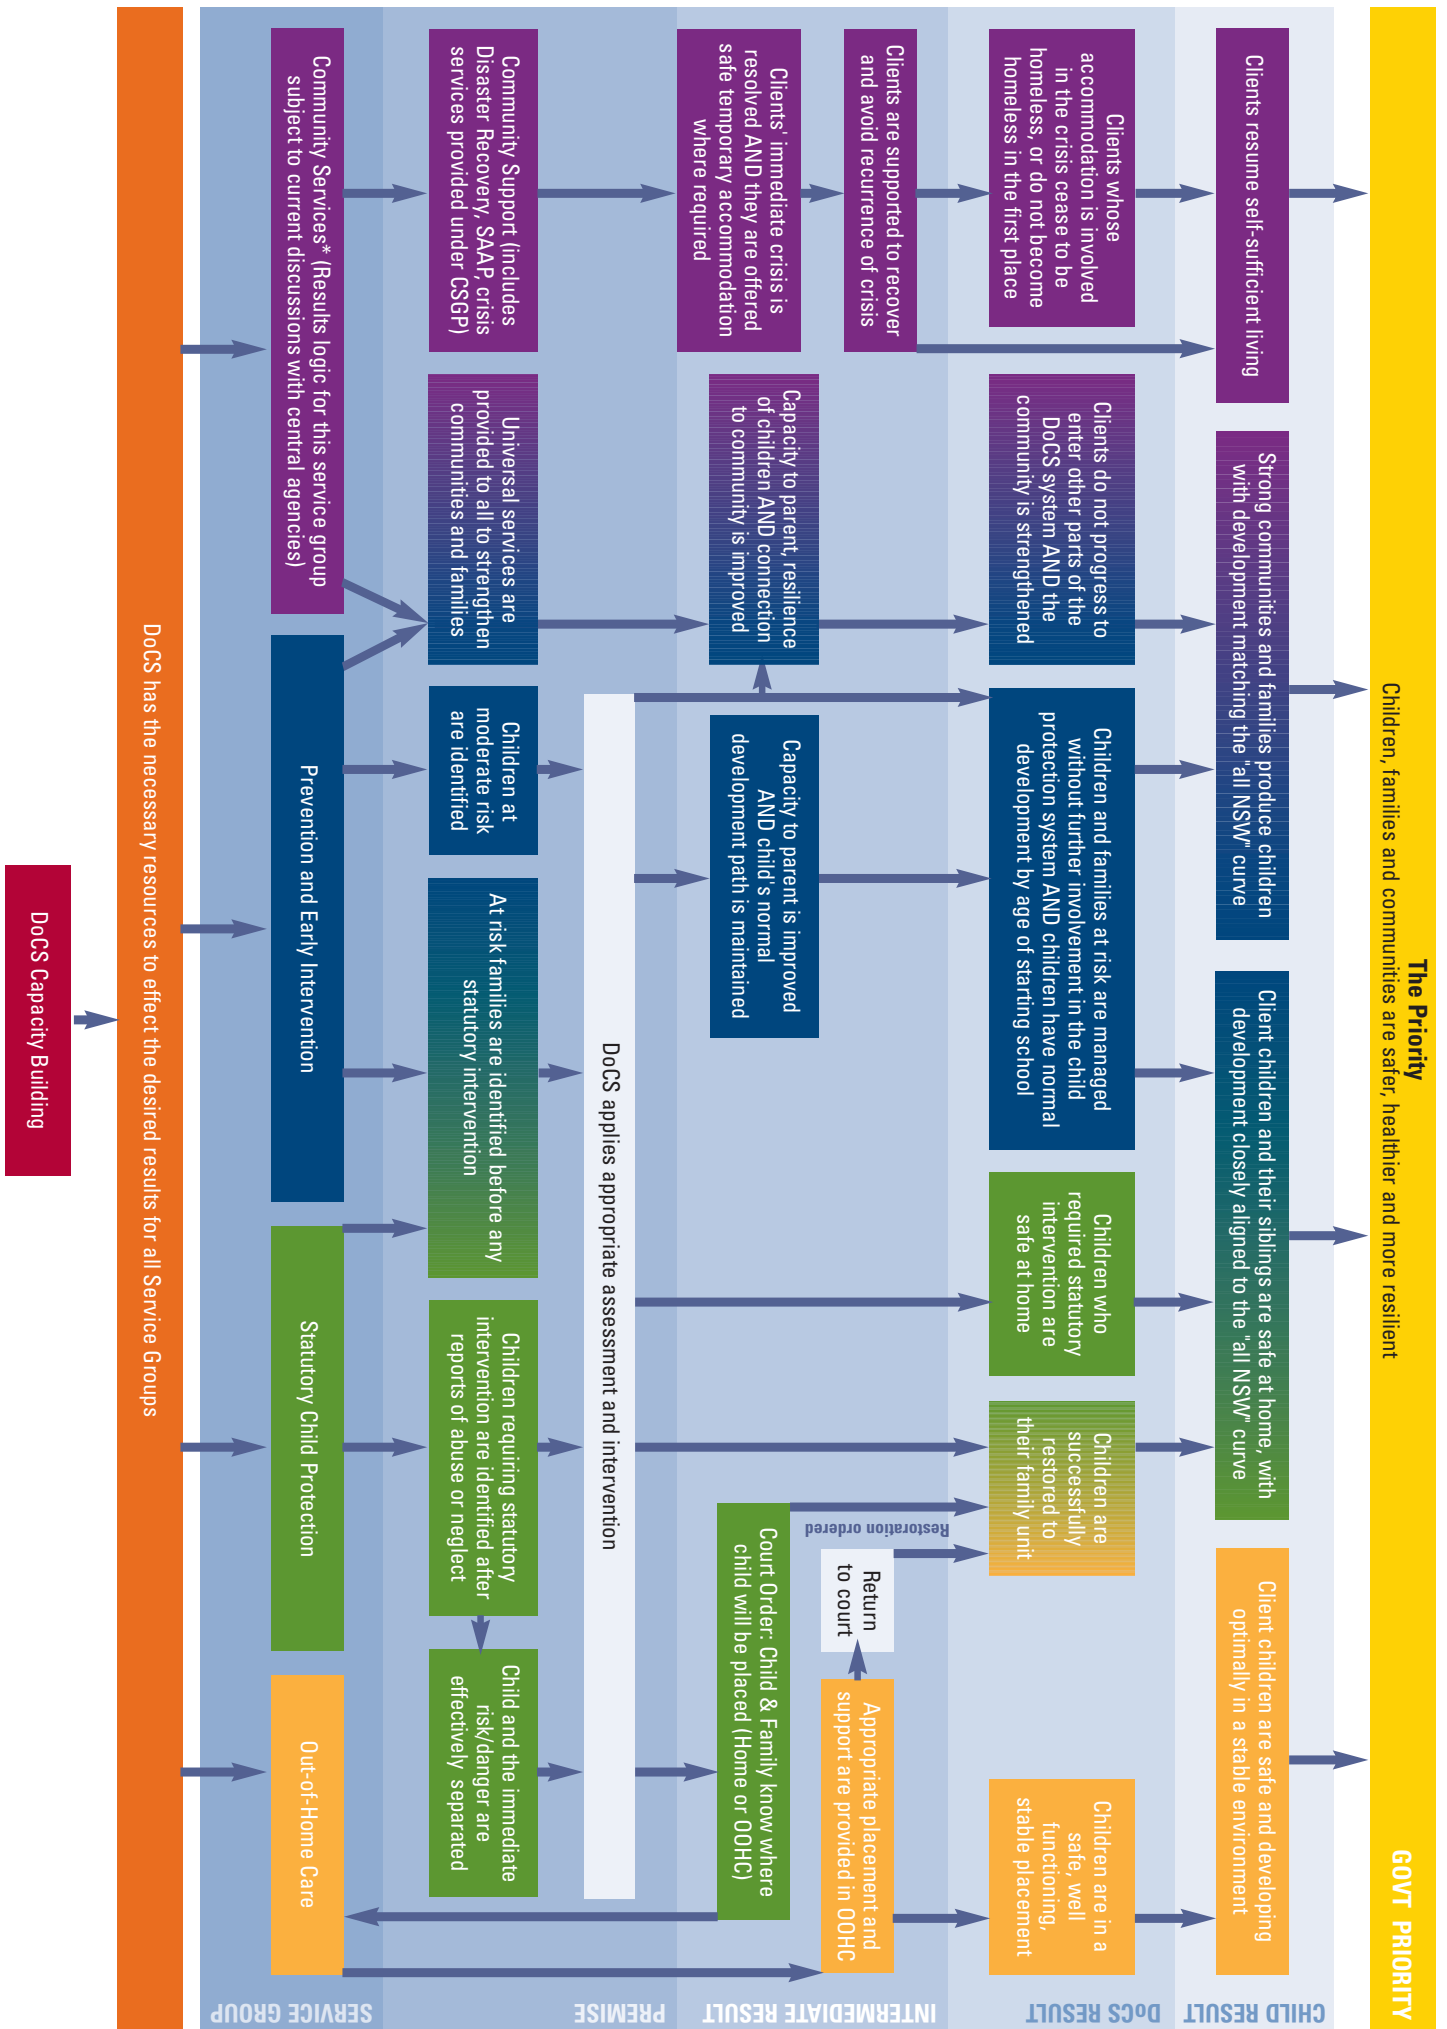 The Priority
Children, families and communities are safer, healthier and more resilient
GOVT PRIORITY
Clients resume self-sufficient living
Strong communities and families produce children
with development matching the "all NSW" curve
Client children and their siblings are safe at home, with
development closely aligned to the "all NSW" curve
Client children are safe and developing
optimally in a stable environment
CHILD RESULT
Clients whose
accommodation is involved
in the crisis cease to be
homeless, or do not become
homeless in the first place
Clients do not progress to
enter other parts of the
DoCS system AND the
community is strengthened
Children and families at risk are managed
without further involvement in the child
protection system AND children have normal
development by age of starting school
Children who
required statutory
intervention are
safe at home
Children are
successfully
restored to
their family unit
Children are in a
safe, well
functioning,
stable placement
DoCS RESULT
Clients are supported to recover
and avoid recurrence of crisis
Clients' immediate crisis is
resolved AND they are offered
safe temporary accommodation
where required
Capacity to parent, resilience
of children AND connection
to community is improved
Capacity to parent is improved
AND child's normal
development path is maintained
Restoration ordered
Return
to court
Appropriate placement and
support are provided in OOHC
Court Order: Child & Family know where
child will be placed (Home or OOHC)
INTERMEDIATE RESULT
DoCS applies appropriate assessment and intervention
Community Support (includes
Disaster Recovery, SAAP, crisis
services provided under CSGP)
Universal services are
provided to all to strengthen
communities and families
Children at
moderate risk
are identified
At risk families are identified before any
statutory intervention
Children requiring statutory
intervention are identified after
reports of abuse or neglect
Child and the immediate
risk/danger are
effectively separated
PREMISE
Community Services* (Results logic for this service group
subject to current discussions with central agencies)
Prevention and Early Intervention
Statutory Child Protection
Out-of-Home Care
SERVICE GROUP
DoCS has the necessary resources to effect the desired results for all Service Groups
DoCS Capacity Building